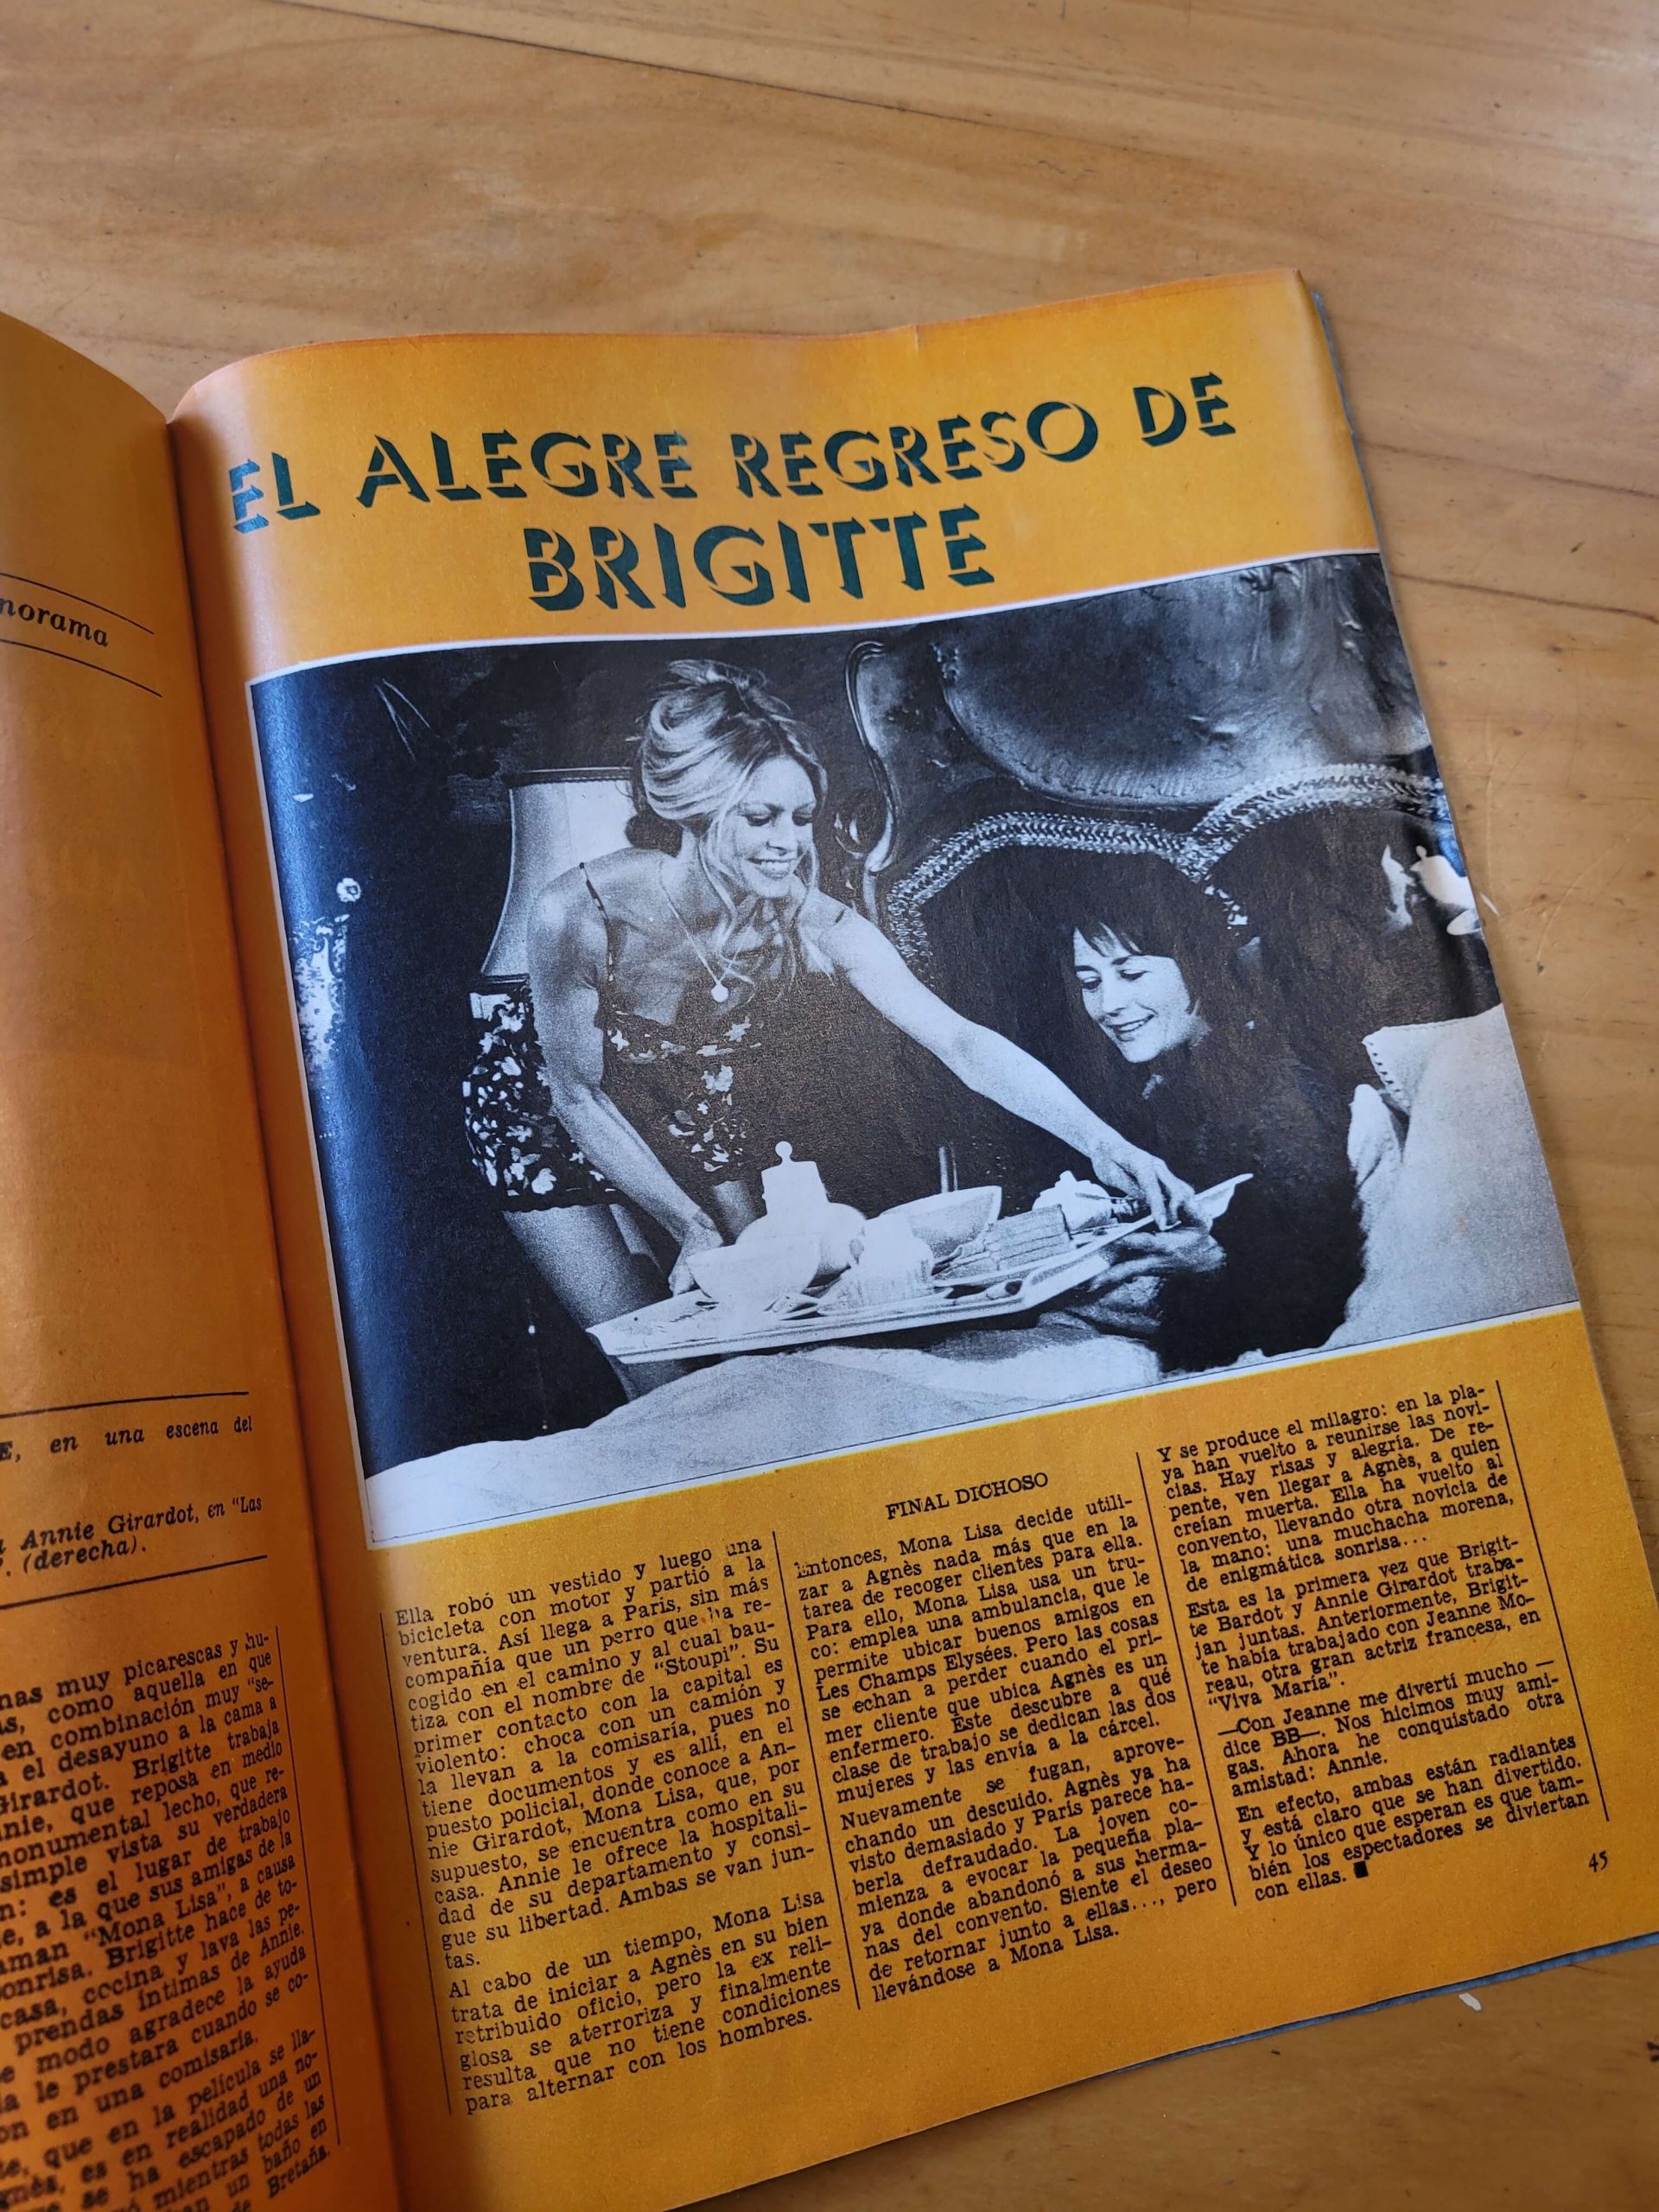 norama
E, en una escena del
Annie Girardot, en "Las
(derecha).
nas muy picarescas y hu-
s, como aquella en que
en combinación muy "se-
el desayuno a la cama a
Girardot. Brigitte trabaja
nie, que reposa en medio
monumental lecho, que re-
simple vista su verdadera
n: es el lugar de trabajo
e, a la que sus amigas de la
aman "Mona Lisa", a causa
onrisa. Brigitte hace de to-
casa, cocina y lava las pe-
prendas íntimas de Annie.
e modo agradece la ayuda
a le prestara cuando se co-
on en una comisaría.
te, que en la película se lla-
gnés, es en realidad una no-
se ha escapado de un
mientras todas las
an un baño en
de Bretaña.
EL ALEGRE REGRESO DE
BRIGITTE
Ella robó un vestido y luego una
bicicleta con motor y partió a la
ventura. Así llega a París, sin más
compañía que un perro que ha re-
cogido en el camino y al cual bau-
tiza con el nombre de "Stoupi". Su
primer contacto con la capital es
violento: choca con un camión y
la llevan a la comisaría, pues no
tiene documentos y es allí, en el
puesto policial, donde conoce a An-
nie Girardot, Mona Lisa, que, por
supuesto, se encuentra como en su
casa. Annie le ofrece la hospitali-
dad de su departamento y consi-
gue su libertad. Ambas se van jun-
tas.
Al cabo de un tiempo, Mona Lisa
trata de iniciar a Agnès en su bien
retribuido oficio, pero la ex reli-
giosa se aterroriza y finalmente
resulta que no tiene condiciones
para alternar con los hombres.
FINAL DICHOSO
Entonces, Mona Lisa decide utili-
zar a Agnès nada más que en la
tarea de recoger clientes para ella.
Para ello, Mona Lisa usa un tru-
co: emplea una ambulancia, que le
permite ubicar buenos amigos en
Les Champs Elysées. Pero las cosas
se echan a perder cuando el pri-
mer cliente que ubica Agnès es un
enfermero. Este descubre a qué
clase de trabajo se dedican las dos
mujeres y las envía a la cárcel.
Nuevamente se fugan, aprove-
chando un descuido. Agnès ya ha
visto demasiado y París parece ha-
berla defraudado. La joven co-
mienza a evocar la pequeña pla-
ya donde abandonó a sus herma-
nas del convento. Siente el deseo
de retornar junto a ellas..., pero
llevándose a Mona Lisa.
Y se produce el milagro: en la pla-
ya han vuelto a reunirse las novi-
cias. Hay risas y alegría. De re-
pente, ven llegar a Agnès, a quien
creían muerta. Ella ha vuelto al
convento, llevando otra novicia de
la mano: una muchacha morena,
de enigmática sonrisa...
Esta es la primera vez que Brigit-
te Bardot y Annie Girardot traba-
jan juntas. Anteriormente, Brigit-
te había trabajado con Jeanne Mo-
reau, otra gran actriz francesa, en
"Viva María".
—Con Jeanne me divertí mucho —
dice BB—. Nos hicimos muy ami-
gas. Ahora he conquistado otra
amistad: Annie.
En efecto, ambas están radiantes
y está claro que se han divertido.
Y lo único que esperan es que tam-
bién los espectadores se diviertan
con ellas. ■
45